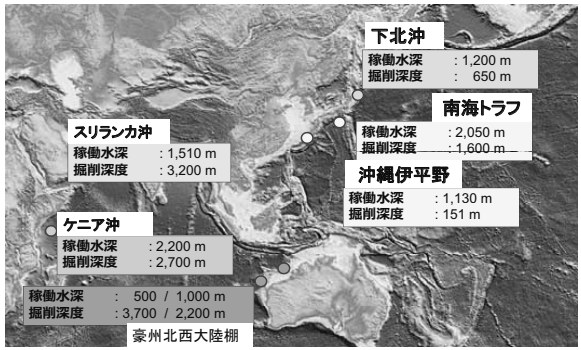 下北沖
稼働水深 : 1,200 m
掘削深度 : 650 m
南海トラフ
稼働水深 : 2,050 m
掘削深度 : 1,600 m
スリランカ沖
稼働水深 : 1,510 m
掘削深度 : 3,200 m
沖縄伊平野
稼働水深 : 1,130 m
掘削深度 : 151 m
ケニア沖
稼働水深 : 2,200 m
掘削深度 : 2,700 m
稼働水深 : 500 / 1,000 m
掘削深度 : 3,700 / 2,200 m
豪州北西大陸棚